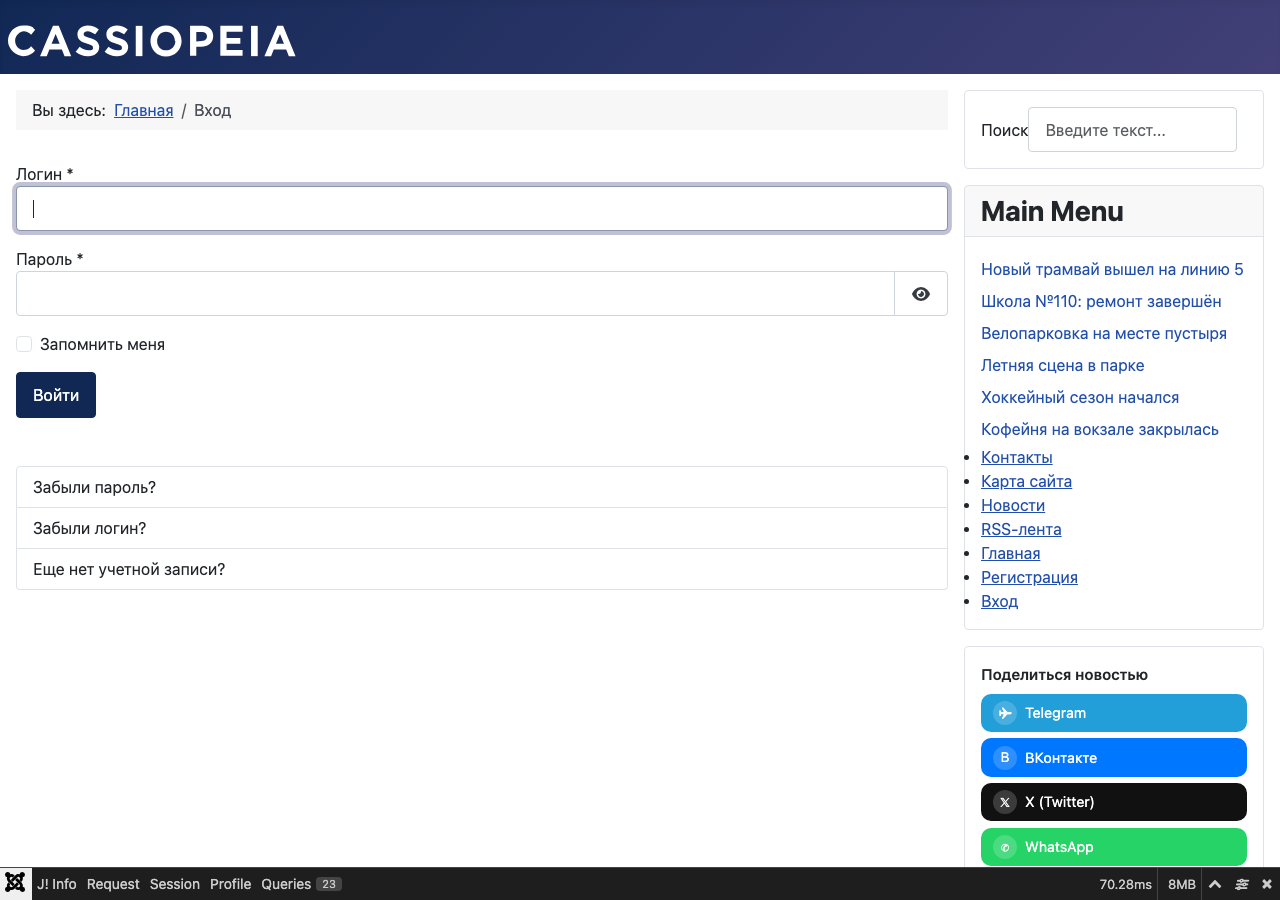 CASSIOPEIA
Вы здесь: Главная / Вход
Логин *
Пароль *
Запомнить меня
Войти
Забыли пароль?
Забыли логин?
Еще нет учетной записи?
Поиск Введите текст...
Main Menu
Новый трамвай вышел на линию 5
Школа №110: ремонт завершён
Велопарковка на месте пустыря
Летняя сцена в парке
Хоккейный сезон начался
Кофейня на вокзале закрылась
Контакты
Карта сайта
Новости
RSS-лента
Главная
Регистрация
Вход
Поделиться новостью
Telegram
В ВКонтакте
𝕏 X (Twitter)
WhatsApp
J! Info Request Session Profile Queries 23 70.28ms 8MB